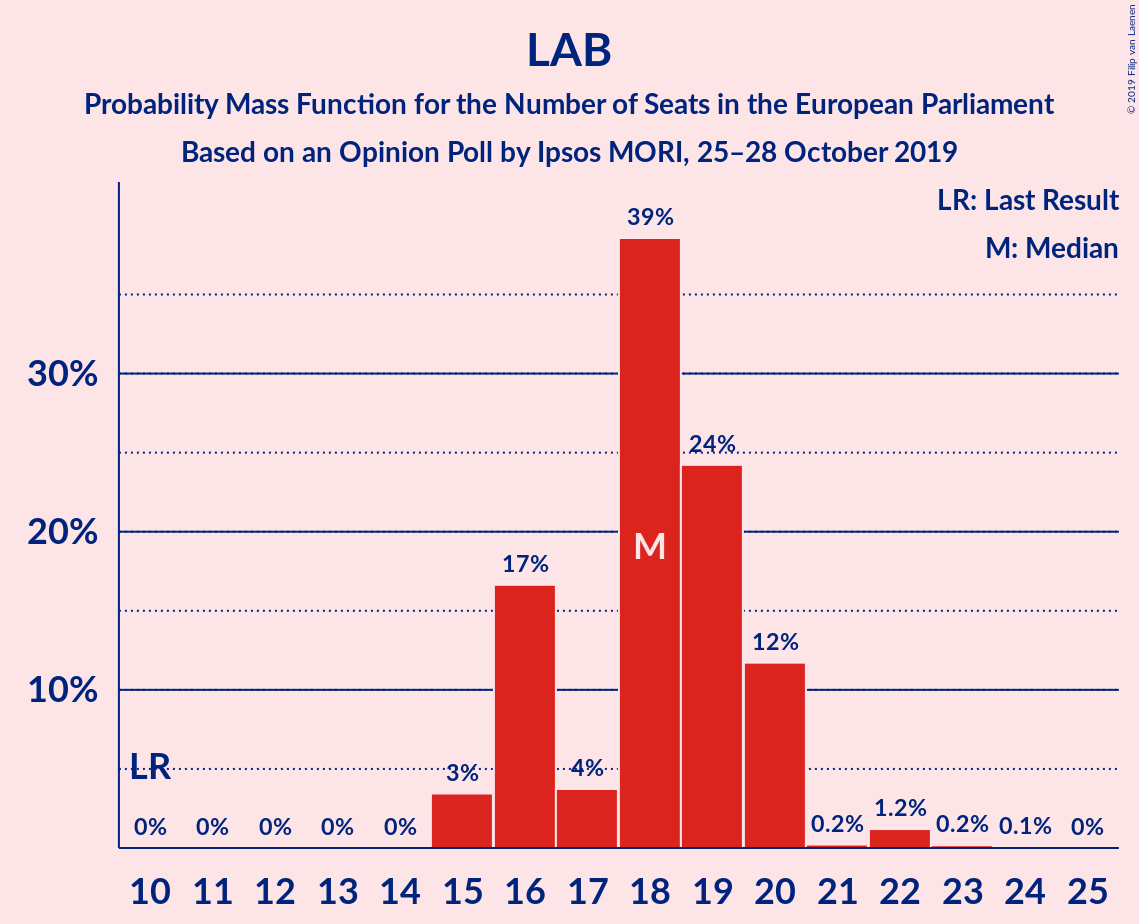 LAB
Probability Mass Function for the Number of Seats in the European Parliament
Based on an Opinion Poll by Ipsos MORI, 25–28 October 2019
© 2019 Filip van Laenen
LR: Last Result
M: Median
39%
30%
24%
20%
M
17%
12%
10%
LR
3%
4%
0%
0%
0%
0%
0%
0.2%
1.2%
0.2%
0.1%
0%
10 11 12 13 14 15 16 17 18 19 20 21 22 23 24 25